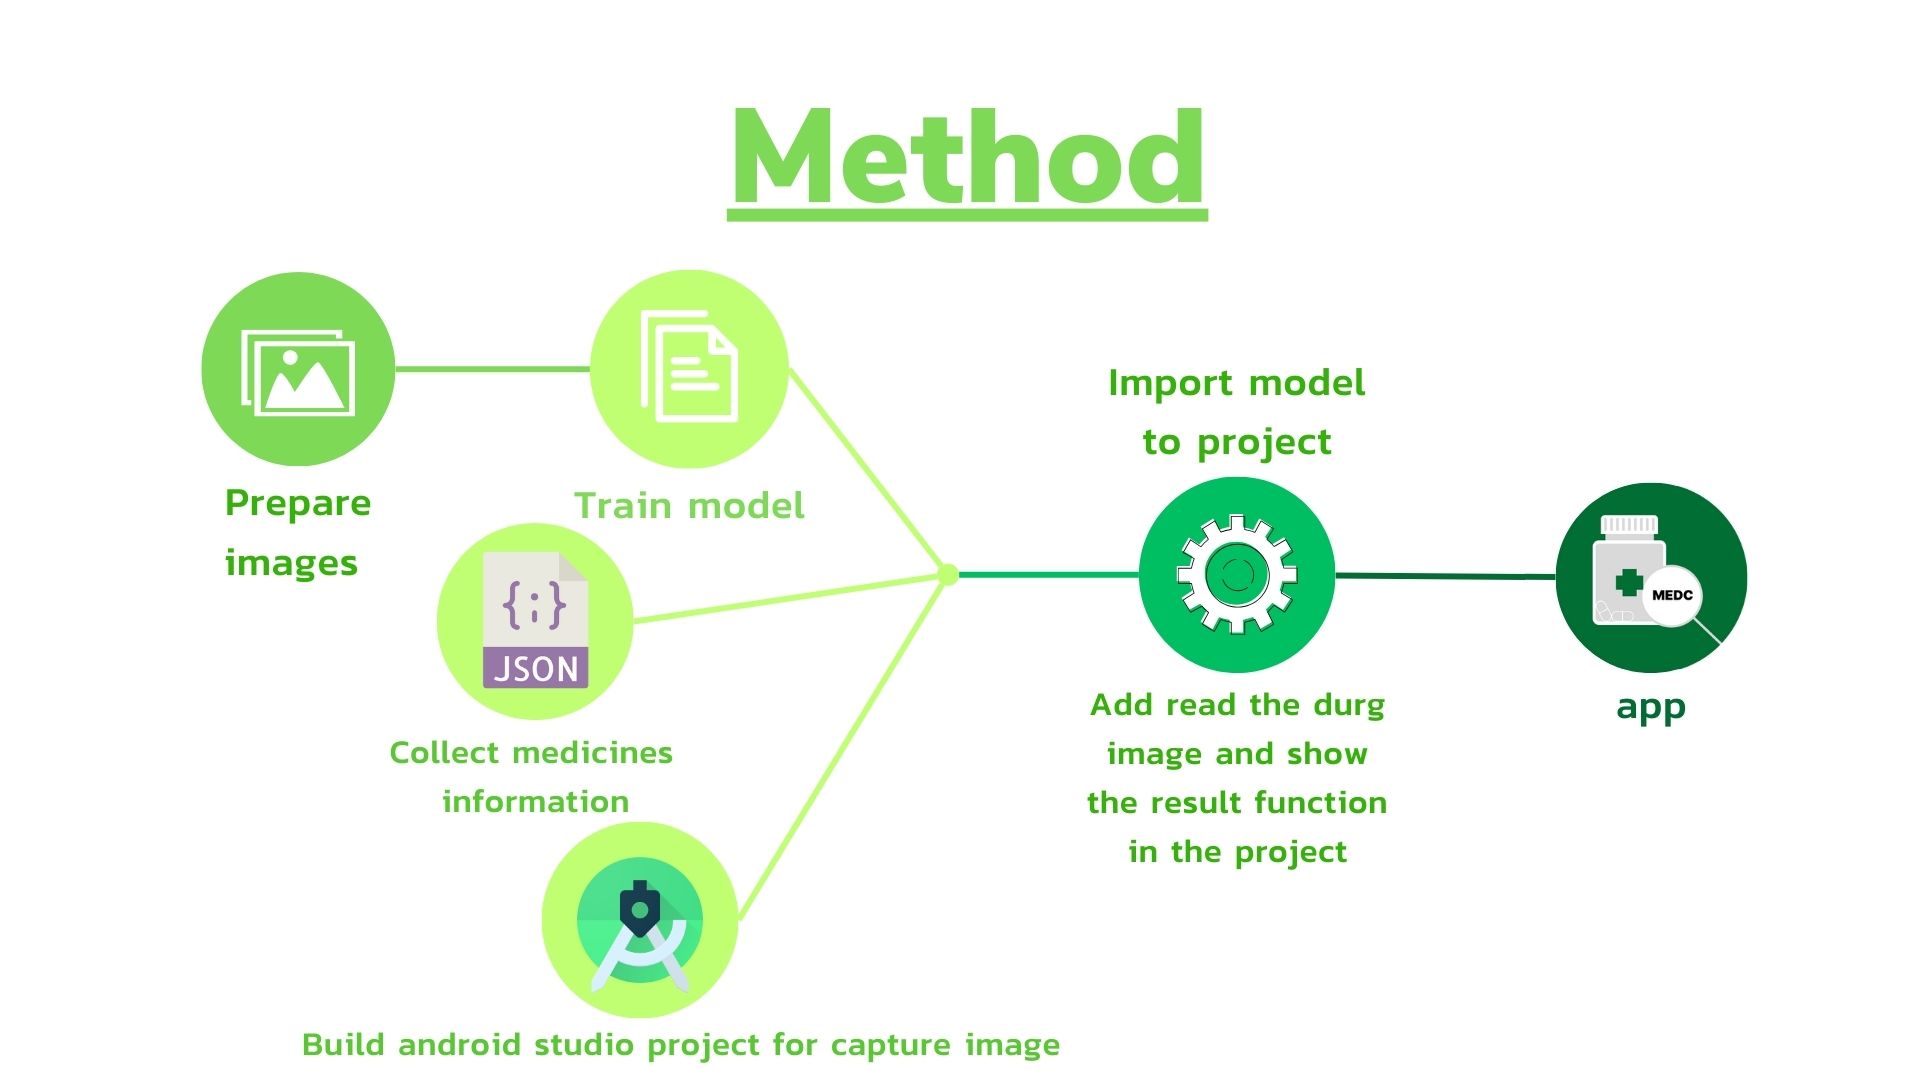 Method
Prepare
images
Train model
{;}
JSON
Collect medicines
information
Build android studio project for capture image
Import model
to project
Add read the durg
image and show
the result function
in the project
MEDC
app